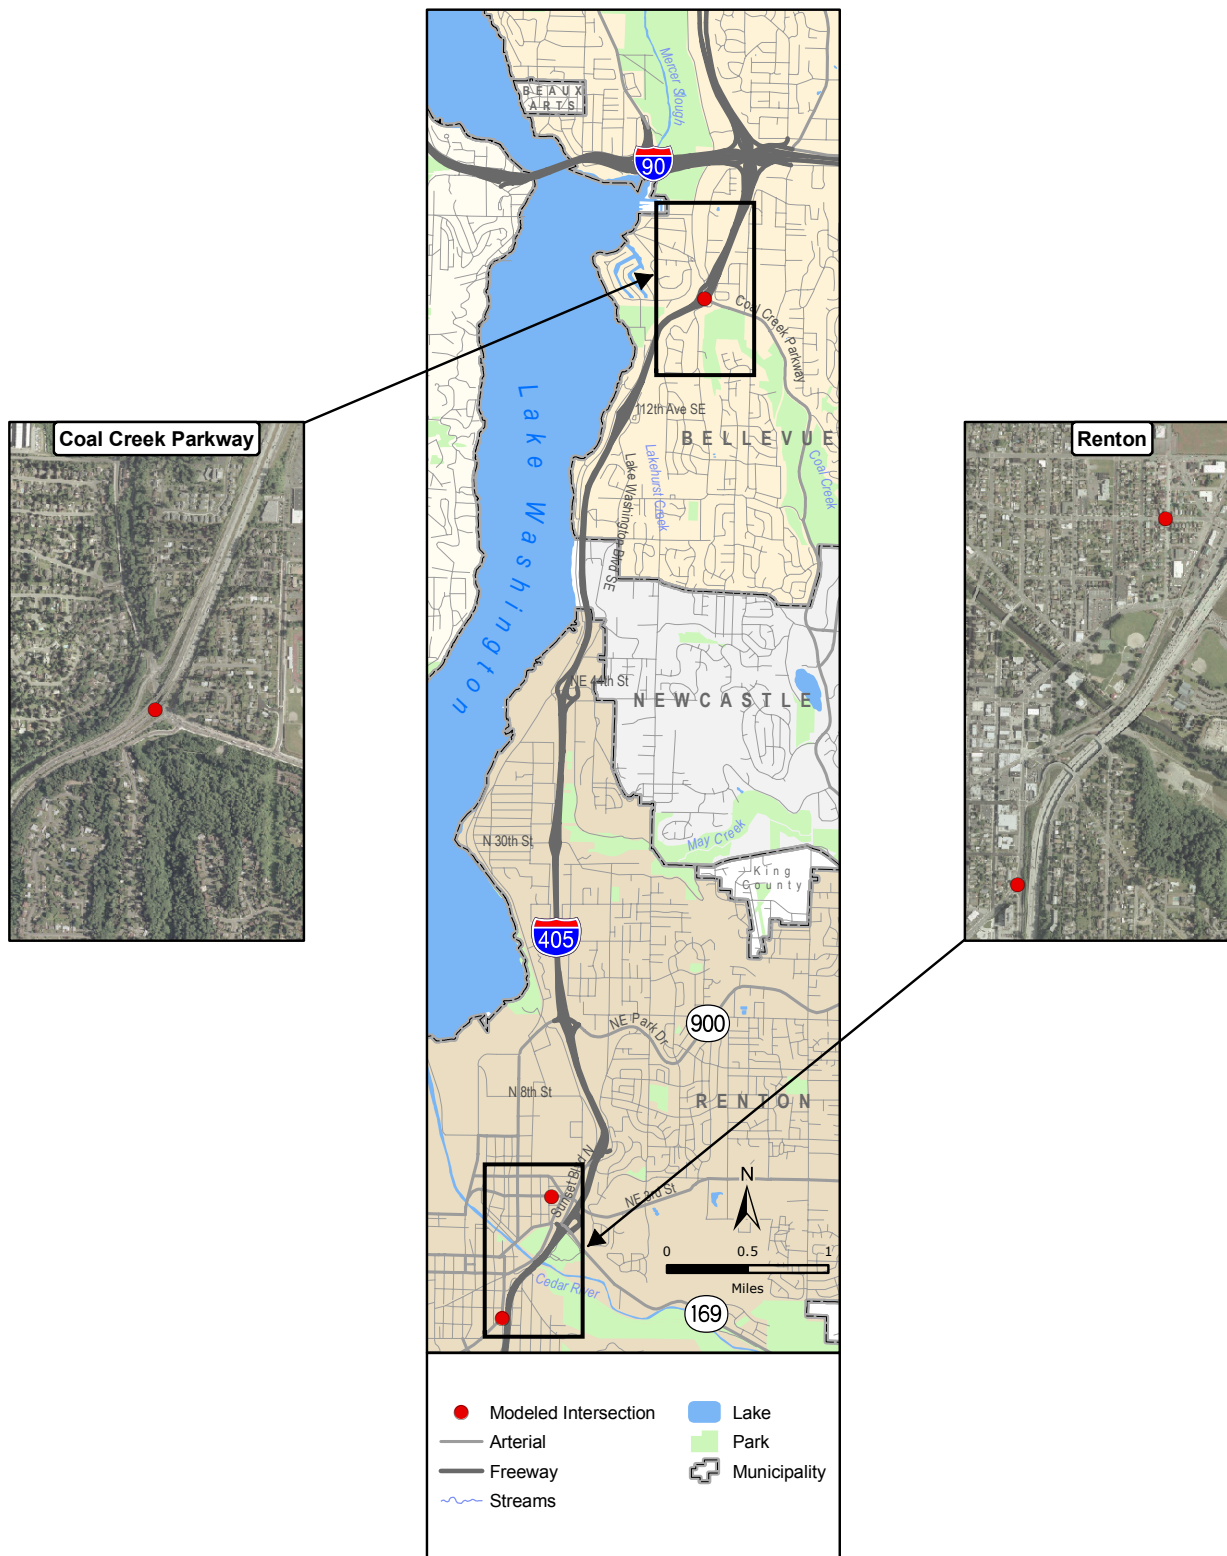 BEAUX
ARTS
Mercer Slough
90
Coal Creek Parkway
112th Ave SE
BELLEVUE
Lake Washington
Lakehurst Creek
Coal Creek
Lake Washington Blvd SE
Coal Creek Parkway
Renton
NE 44th St
NEWCASTLE
N 30th St
May Creek
King
County
405
900
NE Park Dr
N 8th St
RENTON
Sunset Blvd N
NE 3rd St
N
0 0.5 1
Miles
Cedar River
169
Modeled Intersection
Arterial
Freeway
Streams
Lake
Park
Municipality